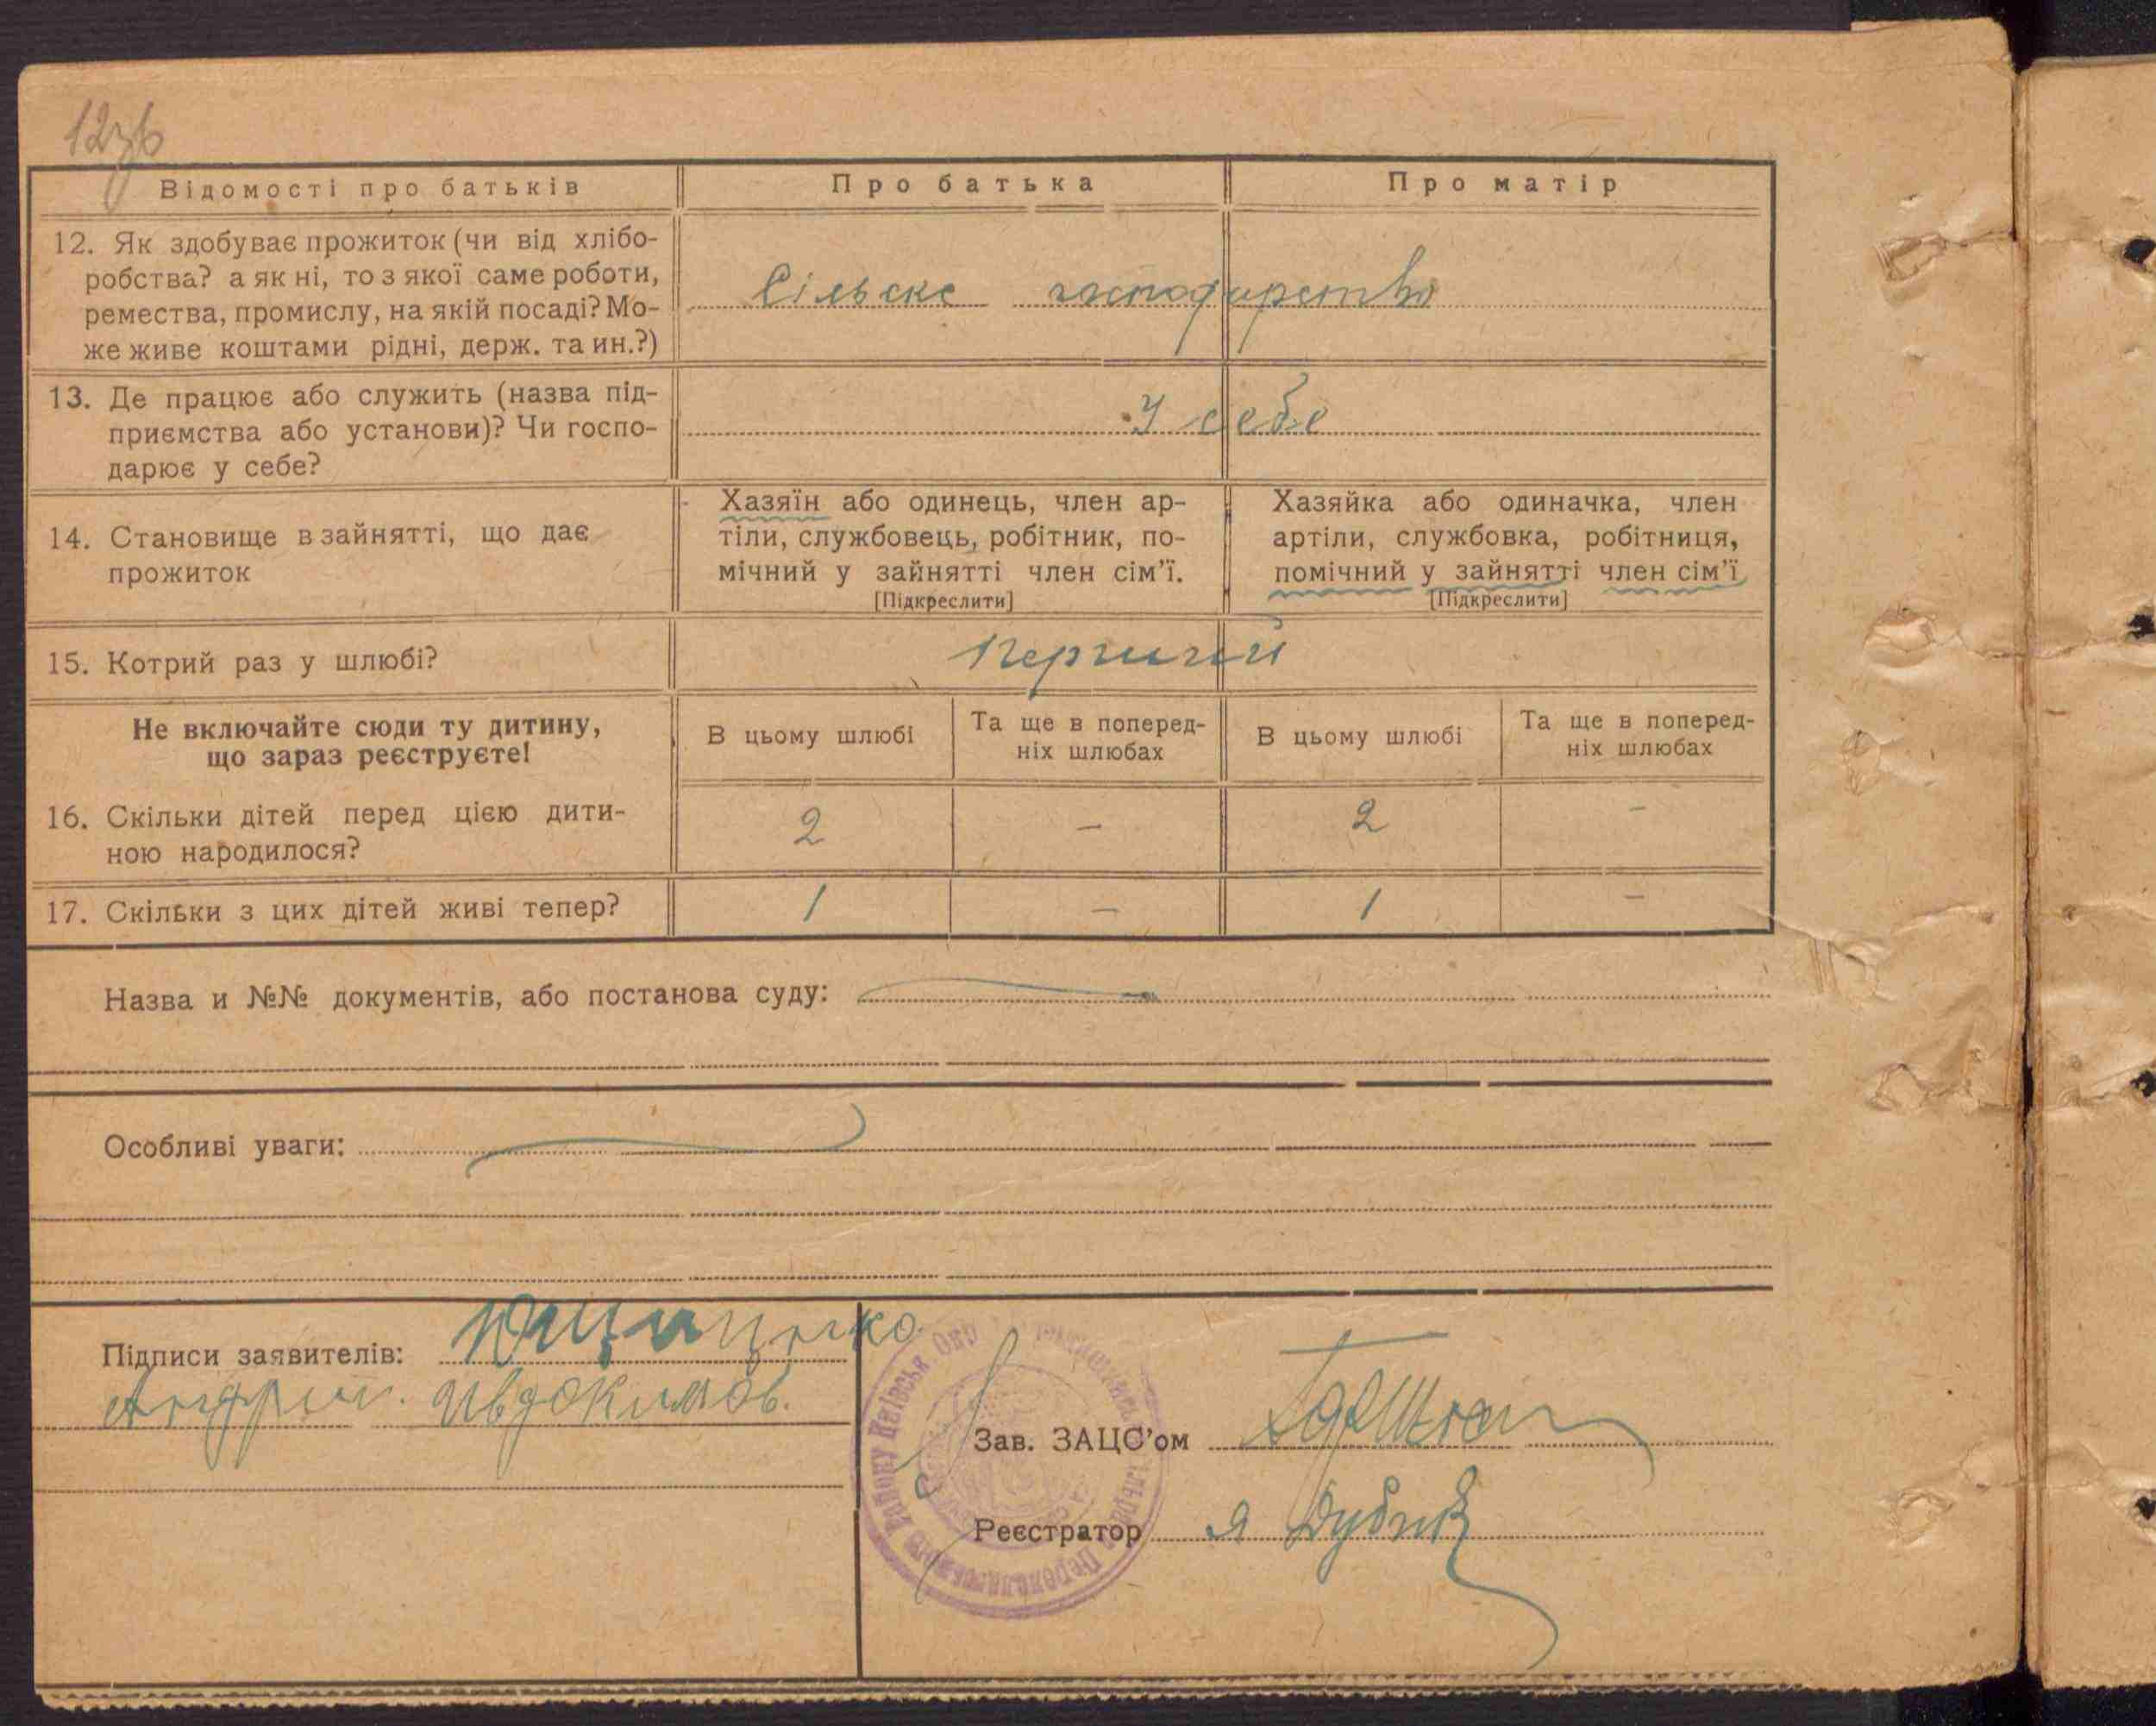 12зв
Відомості про батьків
Про батька
Про матір
12. Як здобуває прожиток (чи від хлібо-
робства? а як ні, то з якої саме роботи,
ремества, промислу, на якій посаді? Мо-
же живе коштами рідні, держ. та ин.?)
Сільске господарство
13. Де працює або служить (назва під-
приємства або установи)? Чи госпо-
дарює у себе?
У себе
14. Становище в зайнятті, що дає
прожиток
Хазяїн або одинець, член ар-
тіли, службовець, робітник, по-
мічний у зайнятті член сім'ї.
[Підкреслити]
Хазяйка або одиначка, член
артіли, службовка, робітниця,
помічний у зайнятті член сім'ї
[Підкреслити]
15. Котрий раз у шлюбі?
Перший
Не включайте сюди ту дитину,
що зараз реєструєте!
В цьому шлюбі
Та ще в поперед-
ніх шлюбах
В цьому шлюбі
Та ще в поперед-
ніх шлюбах
16. Скільки дітей перед цією дити-
ною народилося?
2 — 2 —
17. Скільки з цих дітей живі тепер?
1 — 1 —
Назва и №№ документів, або постанова суду:
Особливі уваги:
Підписи заявителів:
Авдокимов.
Зав. ЗАЦС'ом
Реєстратор Я Дубик